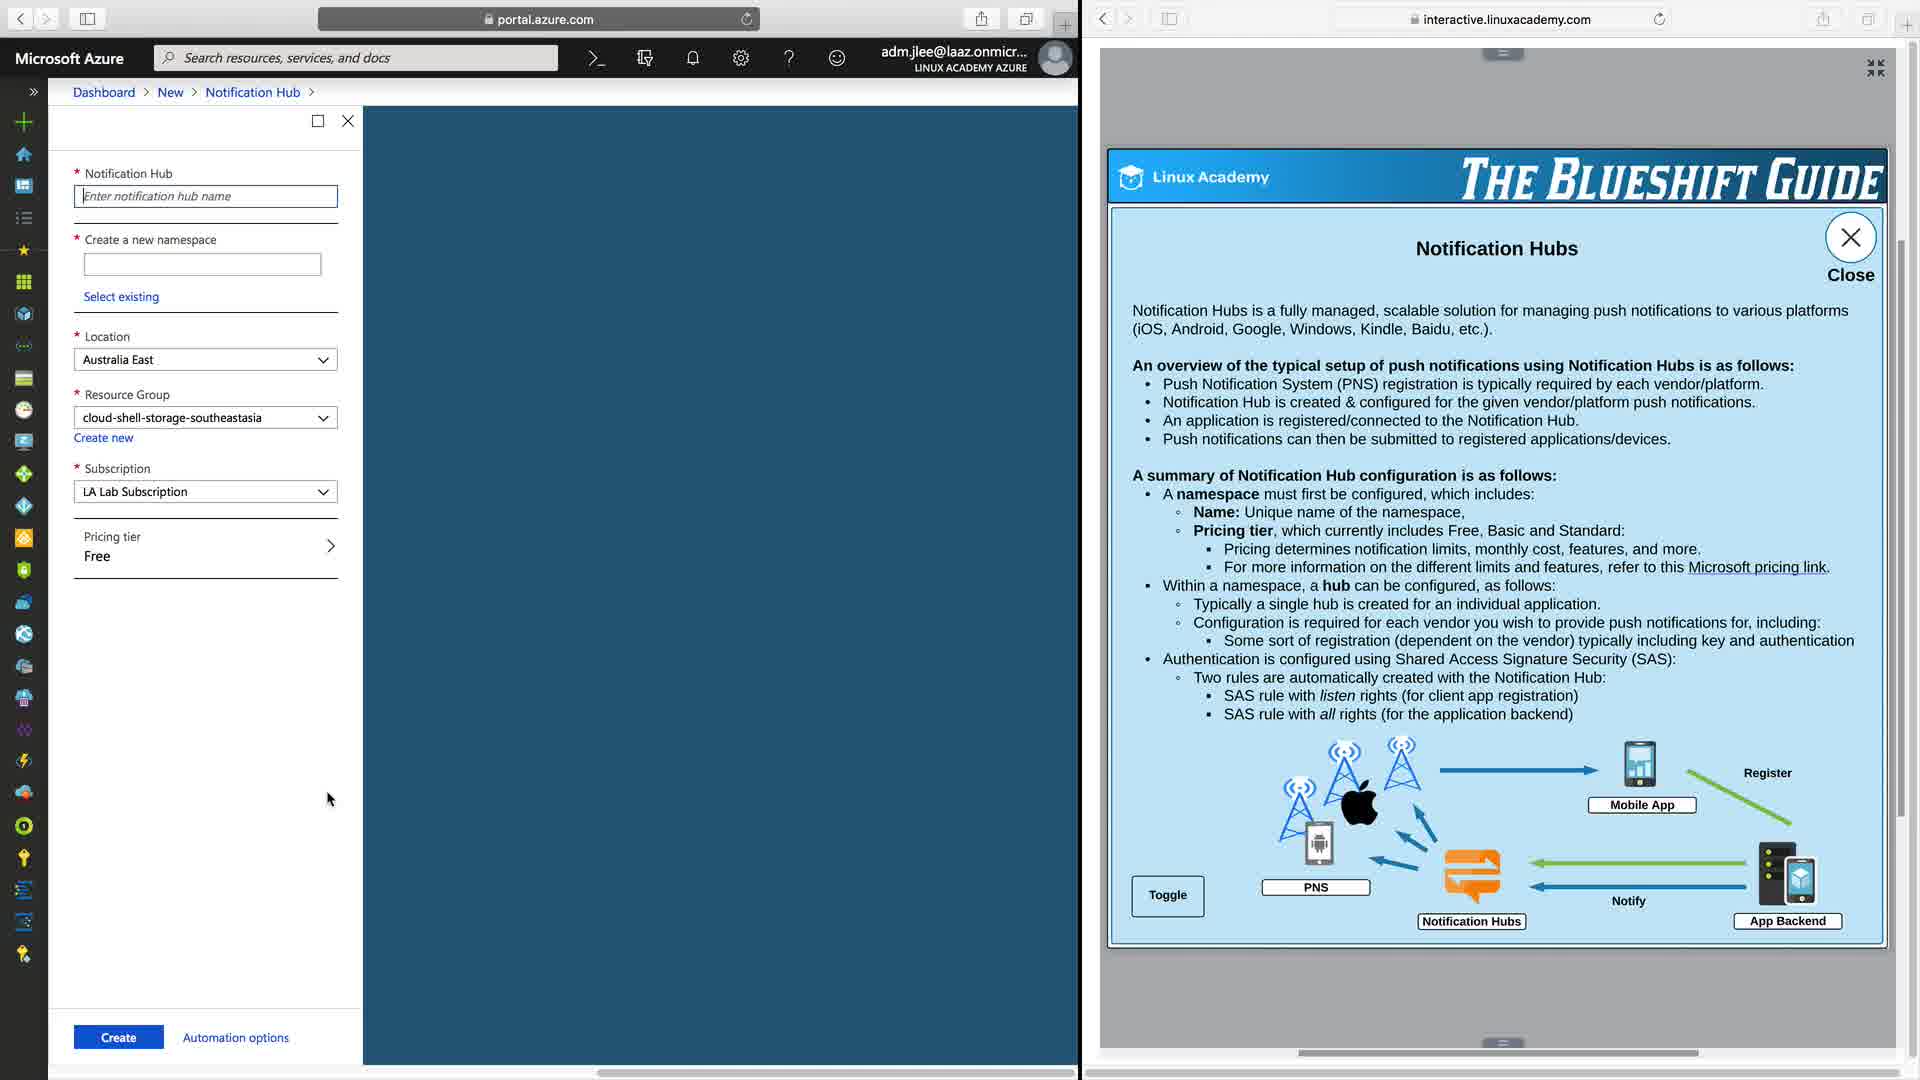 portal.azure.com
Microsoft Azure
Search resources, services, and docs
adm.jlee@laaz.onmicr...
LINUX ACADEMY AZURE
Dashboard > New > Notification Hub >
* Notification Hub
Enter notification hub name
* Create a new namespace
Select existing
* Location
Australia East
* Resource Group
cloud-shell-storage-southeastasia
Create new
* Subscription
LA Lab Subscription
Pricing tier
Free
Create
Automation options
interactive.linuxacademy.com
Linux Academy
THE BLUESHIFT GUIDE
Notification Hubs
Close
Notification Hubs is a fully managed, scalable solution for managing push notifications to various platforms
(iOS, Android, Google, Windows, Kindle, Baidu, etc.).
An overview of the typical setup of push notifications using Notification Hubs is as follows:
• Push Notification System (PNS) registration is typically required by each vendor/platform.
• Notification Hub is created & configured for the given vendor/platform push notifications.
• An application is registered/connected to the Notification Hub.
• Push notifications can then be submitted to registered applications/devices.
A summary of Notification Hub configuration is as follows:
• A namespace must first be configured, which includes:
◦ Name: Unique name of the namespace,
◦ Pricing tier, which currently includes Free, Basic and Standard:
▪ Pricing determines notification limits, monthly cost, features, and more.
▪ For more information on the different limits and features, refer to this Microsoft pricing link.
• Within a namespace, a hub can be configured, as follows:
◦ Typically a single hub is created for an individual application.
◦ Configuration is required for each vendor you wish to provide push notifications for, including:
▪ Some sort of registration (dependent on the vendor) typically including key and authentication
• Authentication is configured using Shared Access Signature Security (SAS):
◦ Two rules are automatically created with the Notification Hub:
▪ SAS rule with listen rights (for client app registration)
▪ SAS rule with all rights (for the application backend)
Register
Mobile App
PNS
Toggle
Notify
Notification Hubs
App Backend